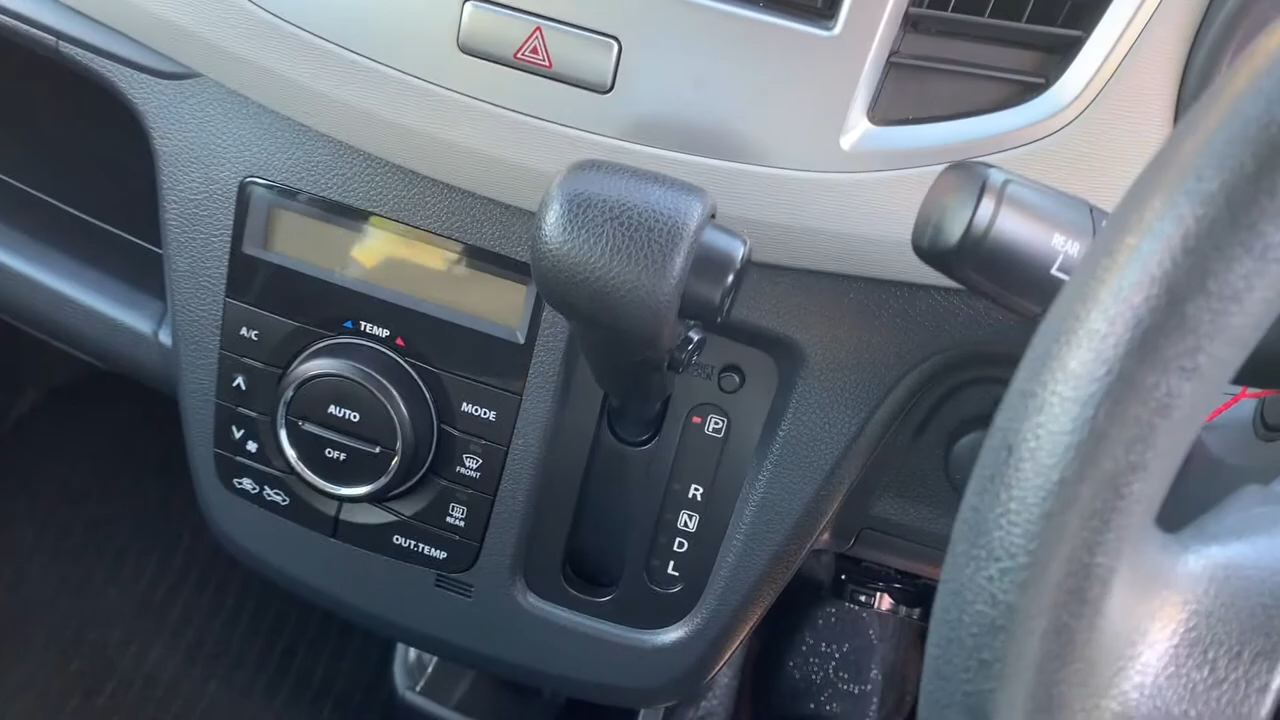 REAR
A/C
TEMP
AUTO
OFF
MODE
FRONT
REAR
OUT.TEMP
P
R
N
D
L